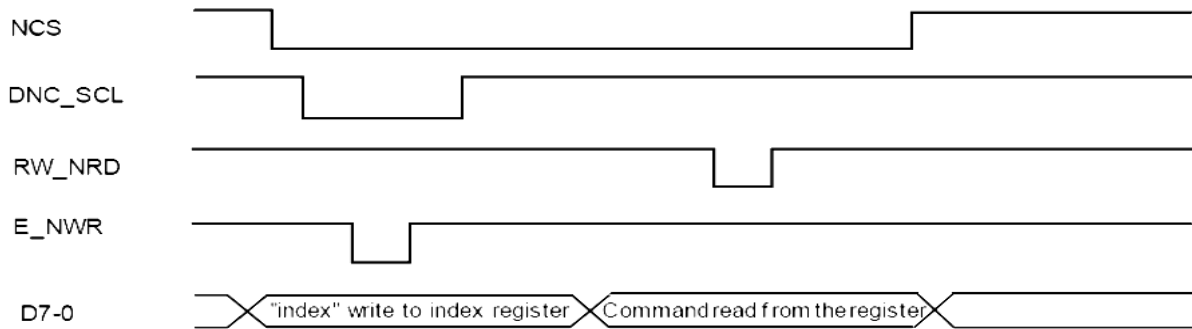 NCS
DNC_SCL
RW_NRD
E_NWR
D7-0 "index" write to index register Command read from the register